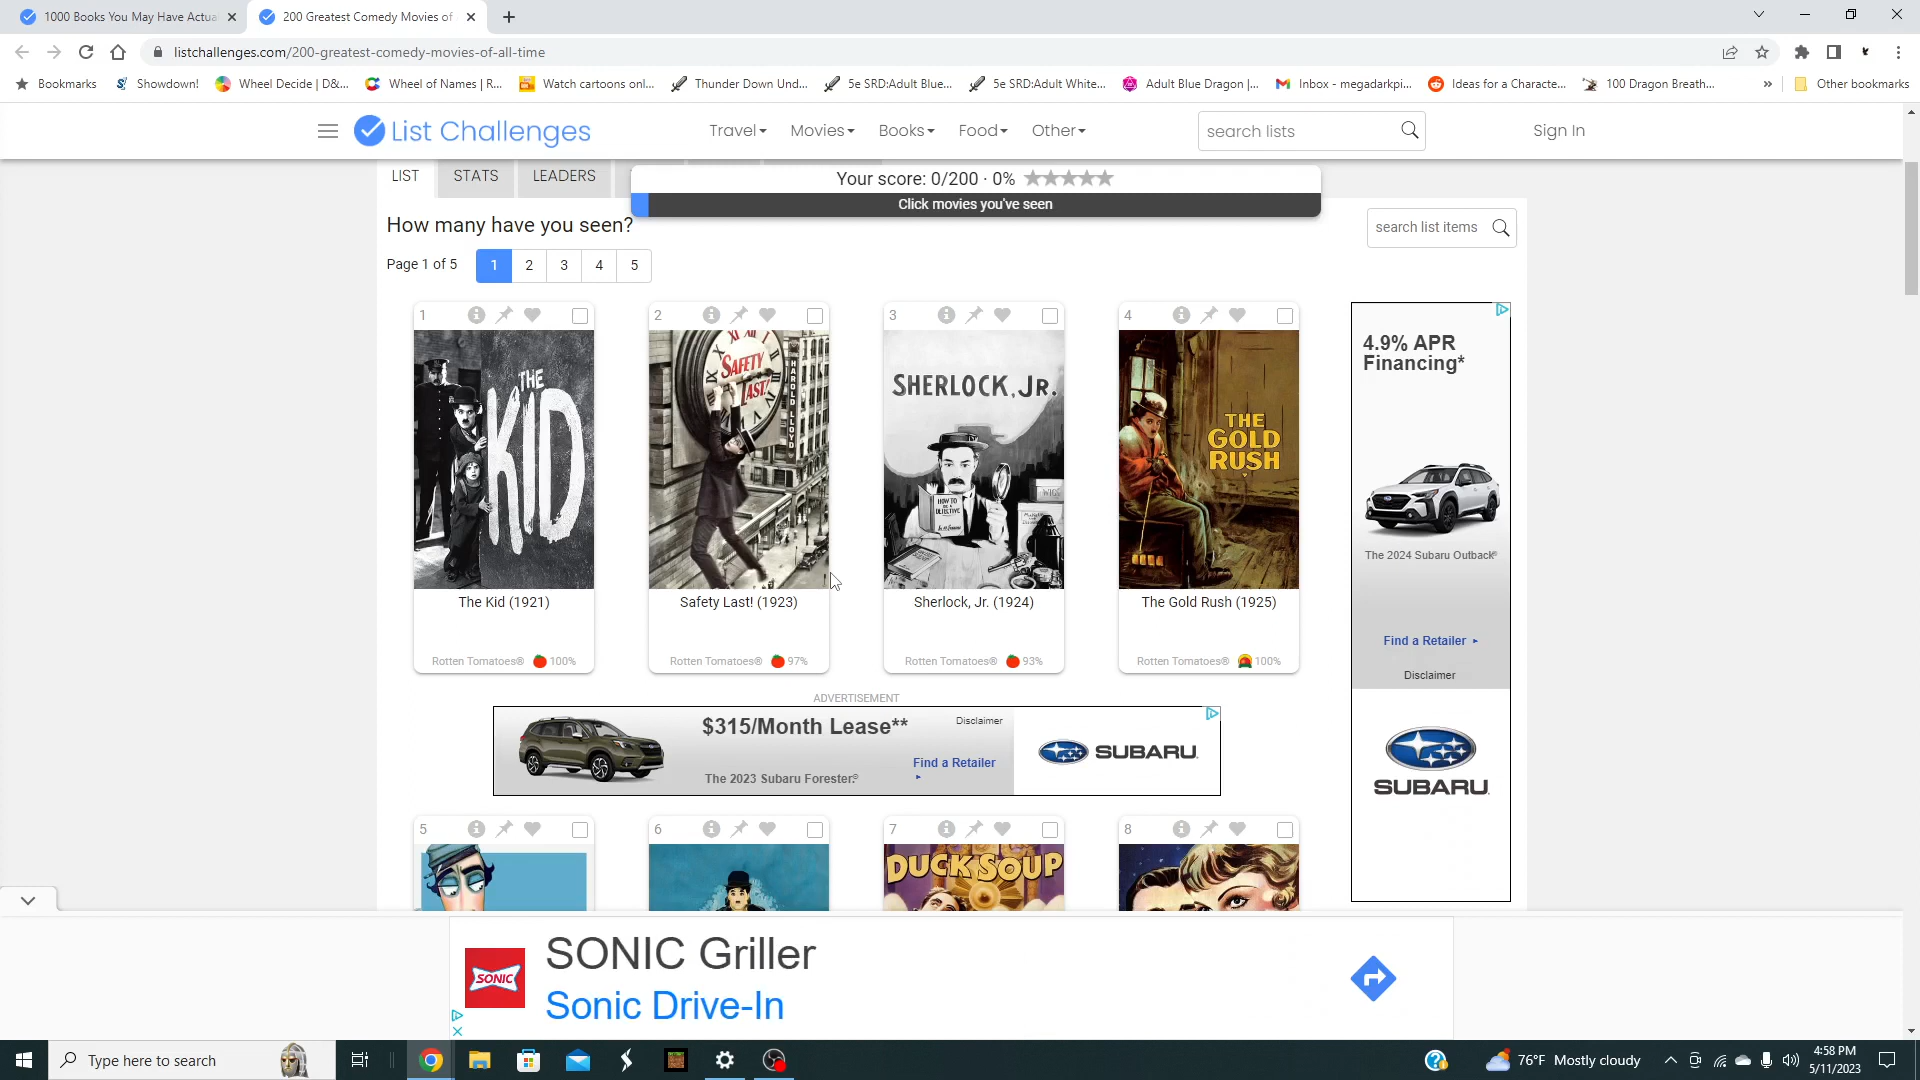 1000 Books You May Have Actua
200 Greatest Comedy Movies of
listchallenges.com/200-greatest-comedy-movies-of-all-time
Bookmarks
Showdown!
Wheel Decide | D&...
Wheel of Names | R...
Watch cartoons onl...
Thunder Down Und...
5e SRD:Adult Blue...
5e SRD:Adult White...
Adult Blue Dragon |...
Inbox - megadarkpi...
Ideas for a Characte...
100 Dragon Breath...
»
Other bookmarks
List Challenges
Travel
Movies
Books
Food
Other
search lists
Sign In
LIST
STATS
LEADERS
Your score: 0/200 · 0%
Click movies you've seen
How many have you seen?
search list items
Page 1 of 5
1 2 3 4 5
1
2
3
4
THE KID
SAFETY LAST!
HAROLD LLOYD
SHERLOCK, JR.
HOW TO BE A DETECTIVE
THE GOLD RUSH
The Kid (1921)
Safety Last! (1923)
Sherlock, Jr. (1924)
The Gold Rush (1925)
Rotten Tomatoes® 100%
Rotten Tomatoes® 97%
Rotten Tomatoes® 93%
Rotten Tomatoes® 100%
4.9% APR
Financing*
The 2024 Subaru Outback®
Find a Retailer
Disclaimer
SUBARU
ADVERTISEMENT
$315/Month Lease**
Disclaimer
Find a Retailer
The 2023 Subaru Forester®
SUBARU
5
6
7
8
DUCK SOUP
SONIC
SONIC Griller
Sonic Drive-In
Type here to search
76°F Mostly cloudy
4:58 PM
5/11/2023